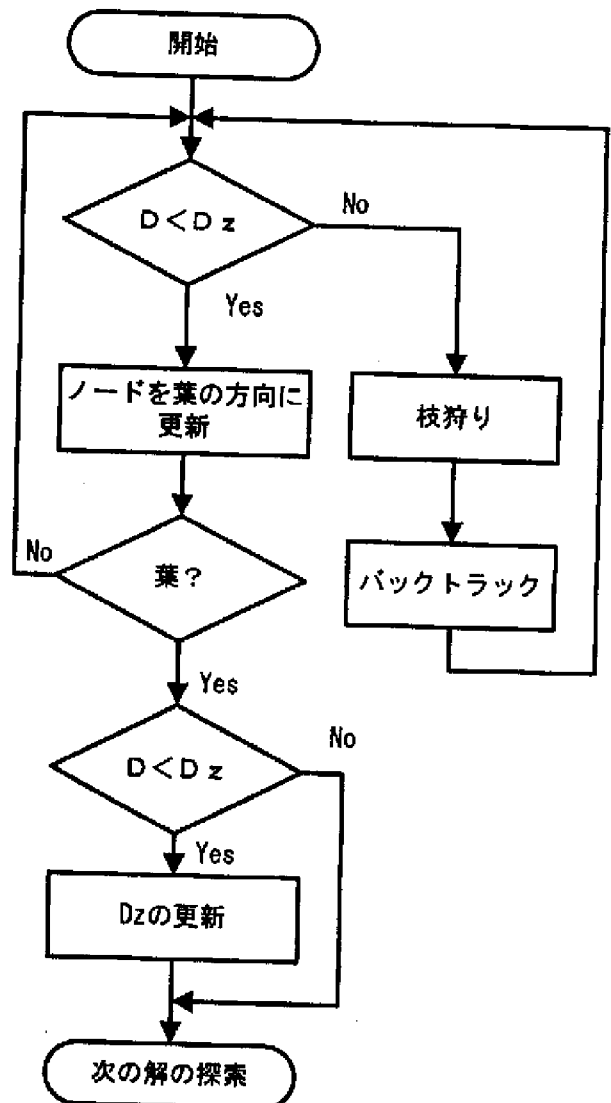 開始
D<Dz
No
Yes
ノードを葉の方向に
更新
枝狩り
No
葉?
バックトラック
Yes
D<Dz
No
Yes
Dzの更新
次の解の探索